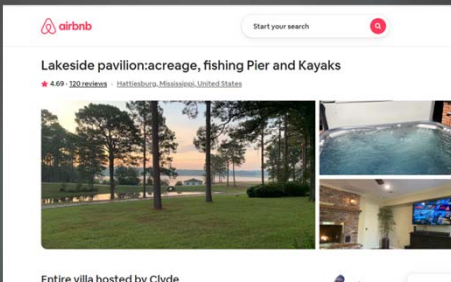 airbnb
Start your search
Lakeside pavilion:acreage, fishing Pier and Kayaks
★ 4.69 · 120 reviews · Hattiesburg, Mississippi, United States
Entire villa hosted by Clyde